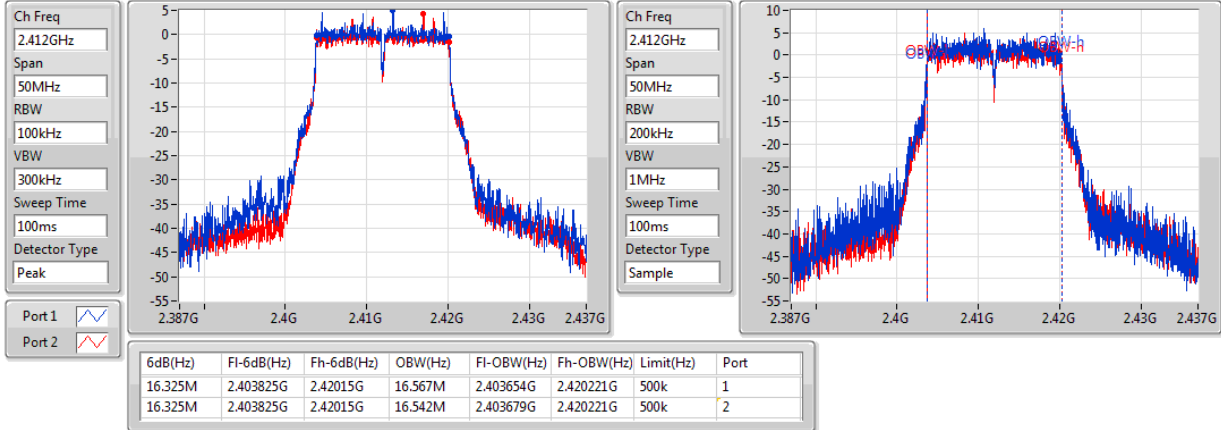 Ch Freq
2.412GHz
Span
50MHz
RBW
100kHz
VBW
300kHz
Sweep Time
100ms
Detector Type
Peak
Port 1
Port 2
5
0
-5
-10
-15
-20
-25
-30
-35
-40
-45
-50
-55
2.387G 2.4G 2.41G 2.42G 2.43G 2.437G
Ch Freq
2.412GHz
Span
50MHz
RBW
200kHz
VBW
1MHz
Sweep Time
100ms
Detector Type
Sample
10
5
0
-5
-10
-15
-20
-25
-30
-35
-40
-45
-50
-55
OBW-h
2.387G 2.4G 2.41G 2.42G 2.43G 2.437G
6dB(Hz) Fl-6dB(Hz) Fh-6dB(Hz) OBW(Hz) Fl-OBW(Hz) Fh-OBW(Hz) Limit(Hz) Port
16.325M 2.403825G 2.42015G 16.567M 2.403654G 2.420221G 500k 1
16.325M 2.403825G 2.42015G 16.542M 2.403679G 2.420221G 500k 2